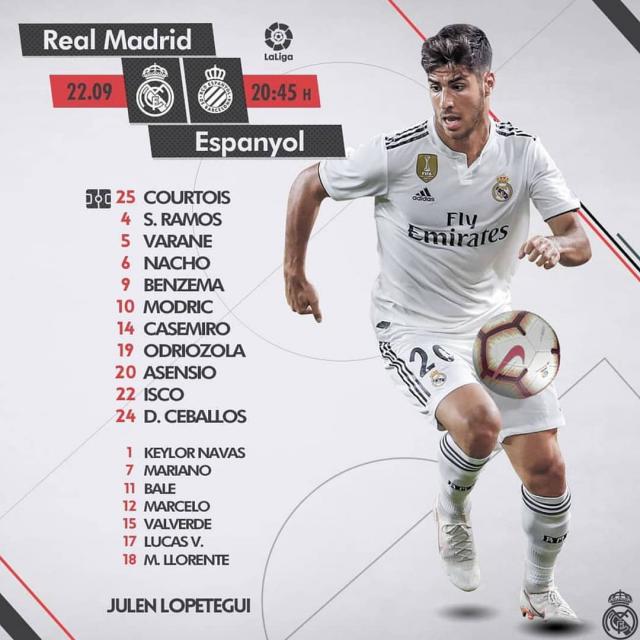 Real Madrid
LaLiga
22.09
20:45 H
Espanyol
25 COURTOIS
4 S. RAMOS
5 VARANE
6 NACHO
9 BENZEMA
10 MODRIC
14 CASEMIRO
19 ODRIOZOLA
20 ASENSIO
22 ISCO
24 D. CEBALLOS
1 KEYLOR NAVAS
7 MARIANO
11 BALE
12 MARCELO
15 VALVERDE
17 LUCAS V.
18 M. LLORENTE
JULEN LOPETEGUI
FIFA
adidas
Fly
Emirates
20